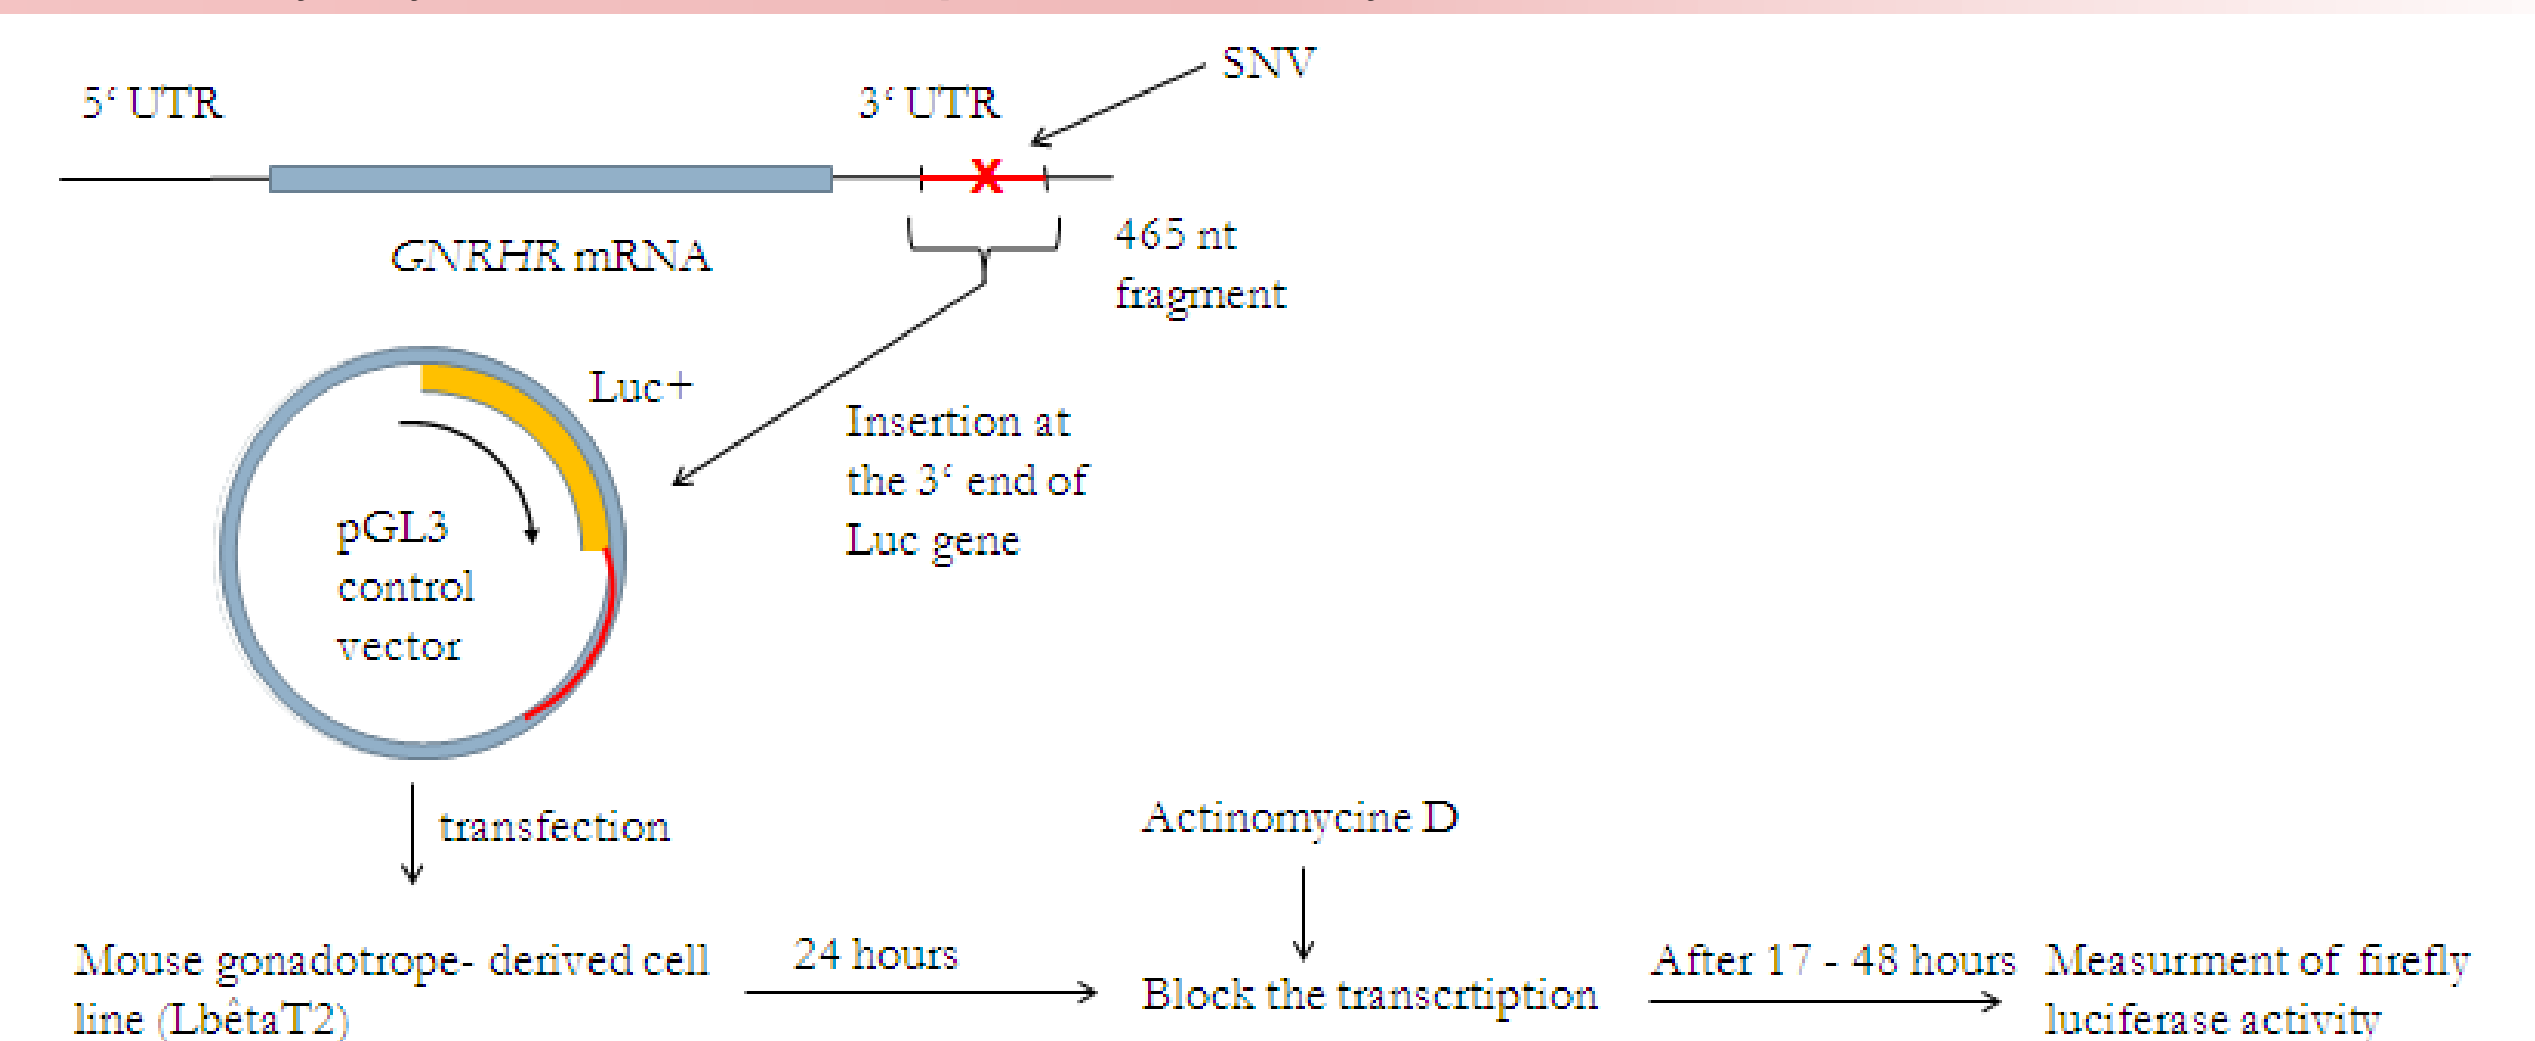 SNV
5‘ UTR
3‘ UTR
GNRHR mRNA
465 nt
fragment
Luc+
Insertion at
the 3‘ end of
Luc gene
pGL3
control
vector
transfection
Actinomycine D
Mouse gonadotrope- derived cell
line (LbêtaT2)
24 hours
Block the transcrtiption
After 17 - 48 hours
Measurment of firefly
luciferase activity